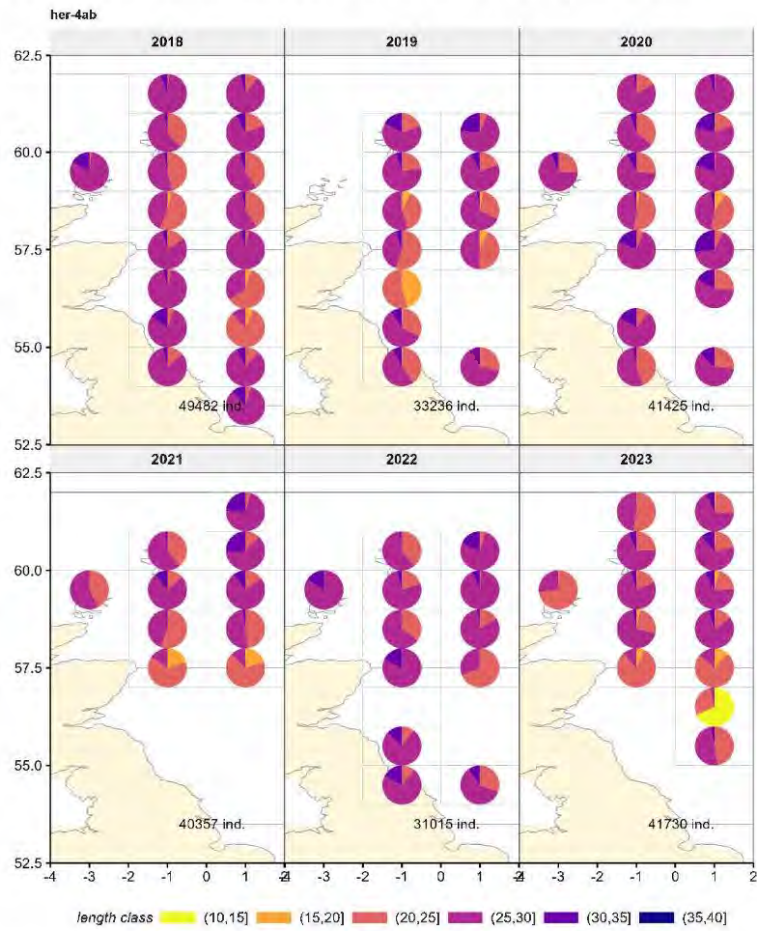 her-4ab
2018 2019 2020
62.5
60.0
57.5
55.0
52.5
49482 ind. 33236 ind. 41425 ind.
2021 2022 2023
62.5
60.0
57.5
55.0
52.5
40357 ind. 31015 ind. 41730 ind.
-4 -3 -2 -1 0 1 2 -4 -3 -2 -1 0 1 2 -4 -3 -2 -1 0 1 2
length class (10,15] (15,20] (20,25] (25,30] (30,35] (35,40]